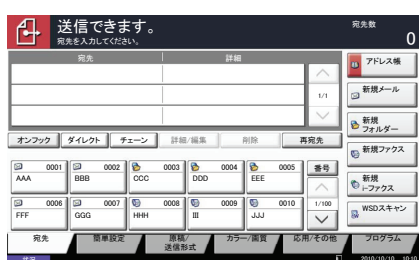 送信できます。
宛先を入力してください。
宛先数
0
宛先 詳細
1/1
アドレス帳
新規メール
新規
フォルダー
新規ファクス
新規
i-ファクス
WSDスキャン
オンフック ダイレクト チェーン 詳細/編集 削除 再宛先
0001 0002 0003 0004 0005 番号
AAA BBB CCC DDD EEE
0006 0007 0008 0009 0010 1/100
FFF GGG HHH III JJJ
宛先 簡単設定 原稿/
送信形式 カラー/画質 応用/その他 プログラム
状況 2010/10/10 10:10